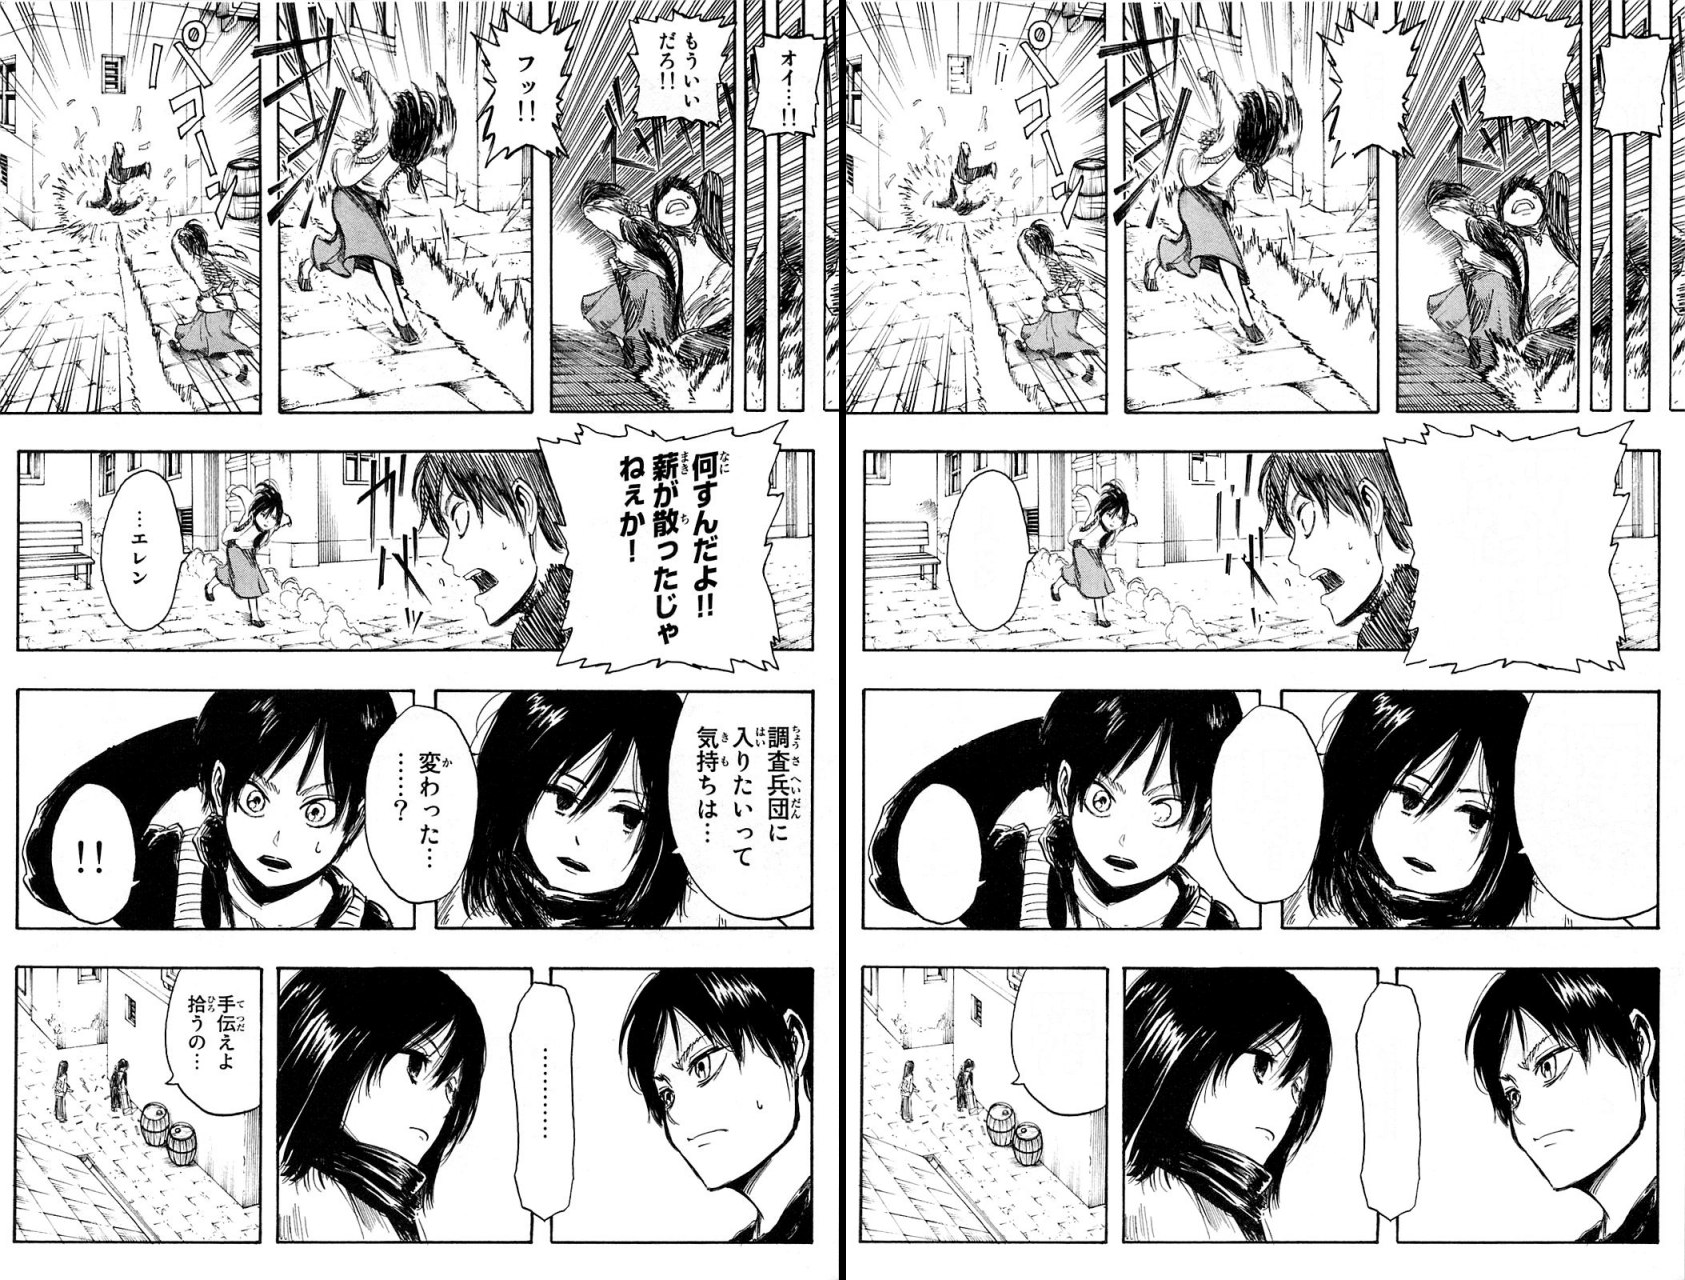 オイ…!!
もういい
だろ!!
フッ!!
パコーン
何すんだよ!!
薪が散ったじゃ
ねぇか!
…エレン
調査兵団に
入りたいって
気持ちは…
変わった…
……?
!!
…………
手伝えよ
拾うの…